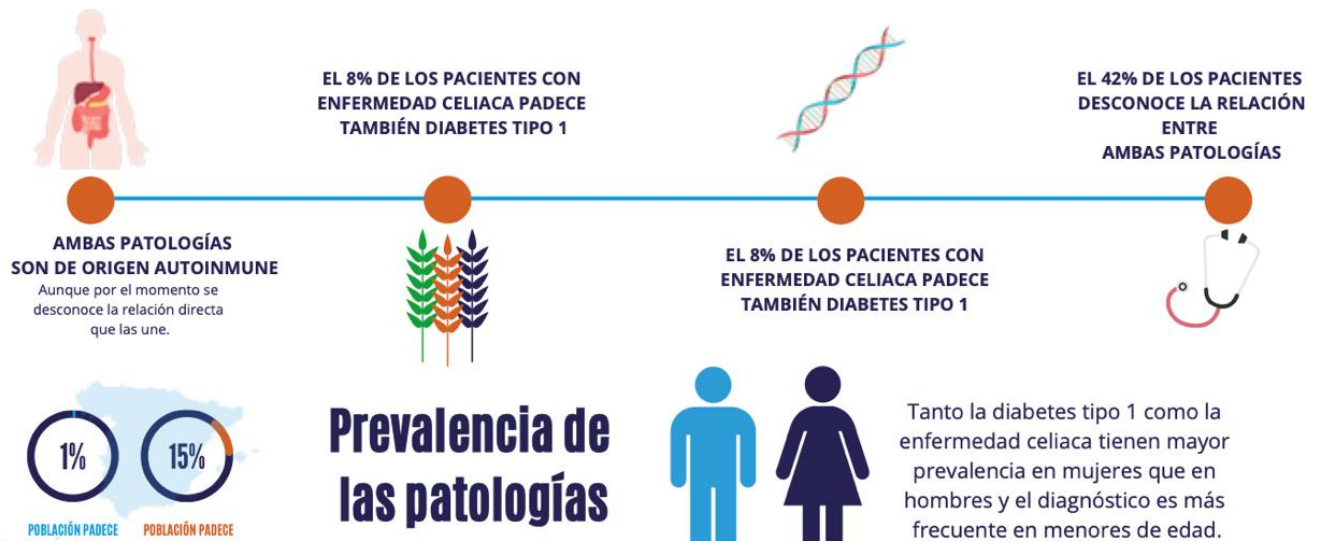 EL 8% DE LOS PACIENTES CON
ENFERMEDAD CELIACA PADECE
TAMBIÉN DIABETES TIPO 1
EL 42% DE LOS PACIENTES
DESCONOCE LA RELACIÓN
ENTRE
AMBAS PATOLOGÍAS
AMBAS PATOLOGÍAS
SON DE ORIGEN AUTOINMUNE
Aunque por el momento se
desconoce la relación directa
que las une.
EL 8% DE LOS PACIENTES CON
ENFERMEDAD CELIACA PADECE
TAMBIÉN DIABETES TIPO 1
1%
15%
POBLACIÓN PADECE
POBLACIÓN PADECE
Prevalencia de
las patologías
Tanto la diabetes tipo 1 como la
enfermedad celiaca tienen mayor
prevalencia en mujeres que en
hombres y el diagnóstico es más
frecuente en menores de edad.